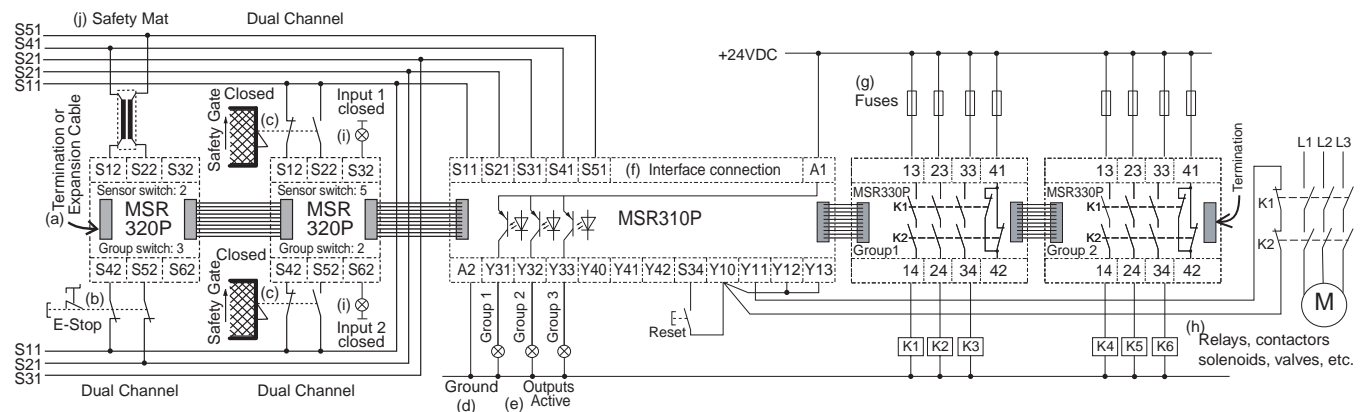 (j) Safety Mat
Dual Channel
S51
S41
S21
S21
S11
+24VDC
(g)
Fuses
Closed
Input 1
closed
Safety Gate
(c)
(i)
Termination or
Expansion Cable
(a)
S12 S22 S32
Sensor switch: 2
MSR
320P
Group switch: 3
S42 S52 S62
S12 S22 S32
Sensor switch: 5
MSR
320P
Group switch: 2
S42 S52 S62
S11 S21 S31 S41 S51 (f) Interface connection A1
MSR310P
A2 Y31 Y32 Y33 Y40 Y41 Y42 S34 Y10 Y11 Y12 Y13
13 23 33 41
MSR330P
K1
K2
Group1
14 24 34 42
13 23 33 41
MSR330P
K1
K2
Group 2
14 24 34 42
Termination
L1 L2 L3
K1
K2
M
(b)
E-Stop
Closed
Safety Gate
(c)
(i)
Input 2
closed
Group 1
Group 2
Group 3
Reset
K1 K2 K3
K4 K5 K6
(h)
Relays, contactors
solenoids, valves, etc.
S11
S21
S31
Dual Channel
Dual Channel
Ground
(d)
(e)
Outputs
Active